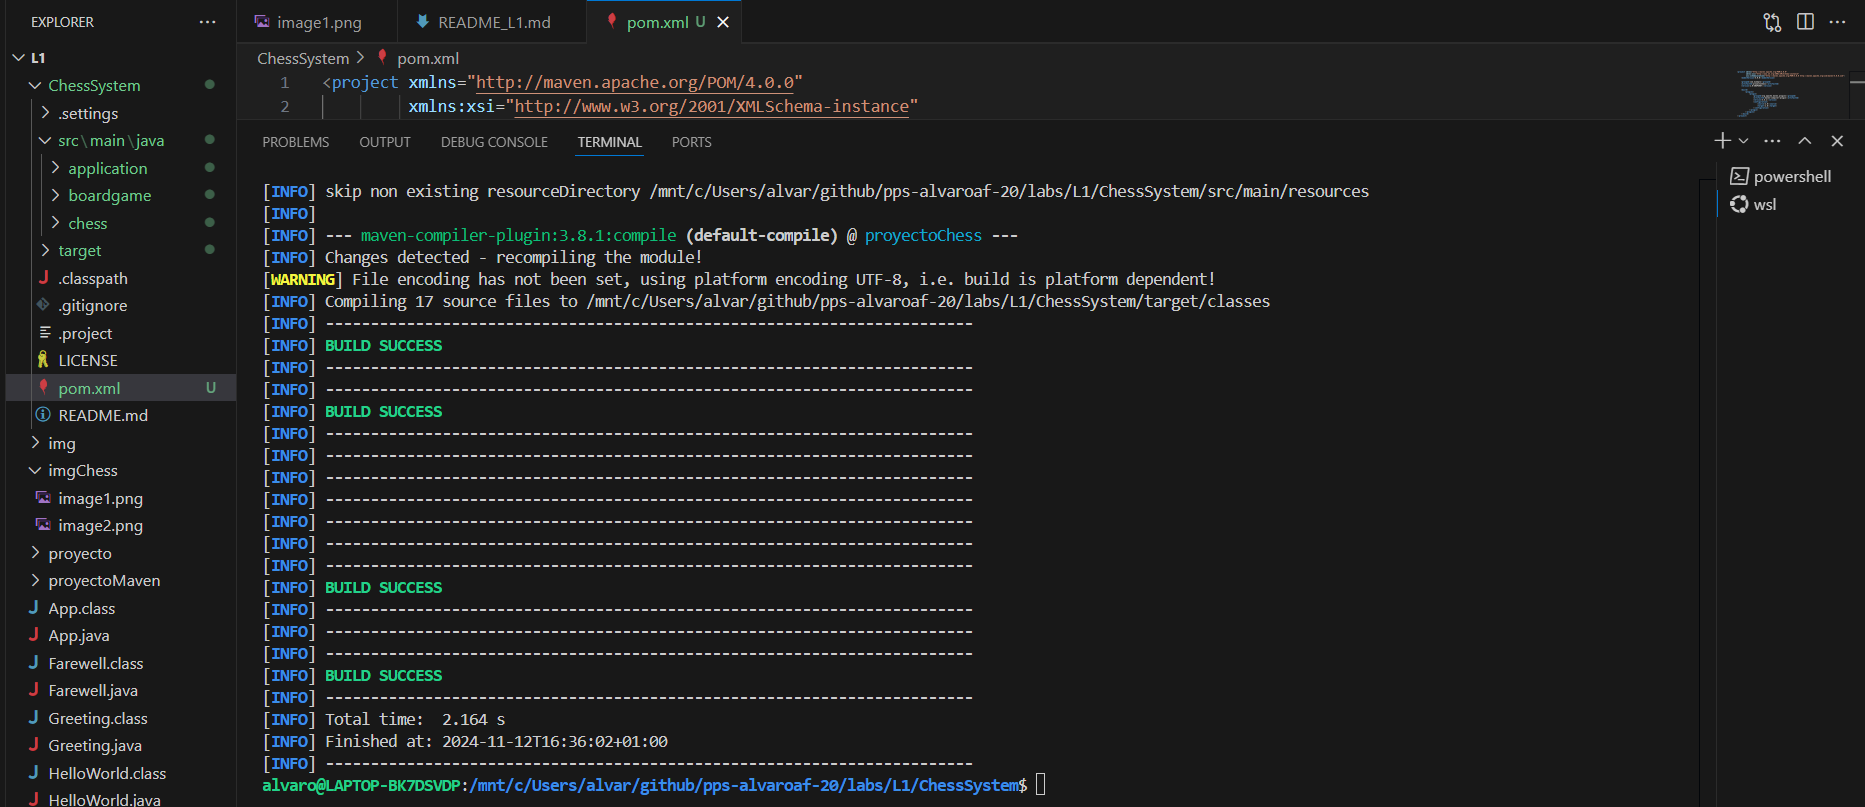 EXPLORER
L1
ChessSystem
.settings
src\main\java
application
boardgame
chess
target
.classpath
.gitignore
.project
LICENSE
pom.xml U
README.md
img
imgChess
image1.png
image2.png
proyecto
proyectoMaven
App.class
App.java
Farewell.class
Farewell.java
Greeting.class
Greeting.java
HelloWorld.class
HelloWorld.java
image1.png README_L1.md pom.xml U
ChessSystem > pom.xml
1 <project xmlns="http://maven.apache.org/POM/4.0.0"
2 xmlns:xsi="http://www.w3.org/2001/XMLSchema-instance"
PROBLEMS OUTPUT DEBUG CONSOLE TERMINAL PORTS
[INFO] skip non existing resourceDirectory /mnt/c/Users/alvar/github/pps-alvaroaf-20/labs/L1/ChessSystem/src/main/resources
[INFO]
[INFO] --- maven-compiler-plugin:3.8.1:compile (default-compile) @ proyectoChess ---
[INFO] Changes detected - recompiling the module!
[WARNING] File encoding has not been set, using platform encoding UTF-8, i.e. build is platform dependent!
[INFO] Compiling 17 source files to /mnt/c/Users/alvar/github/pps-alvaroaf-20/labs/L1/ChessSystem/target/classes
[INFO] ------------------------------------------------------------------------
[INFO] BUILD SUCCESS
[INFO] ------------------------------------------------------------------------
[INFO] ------------------------------------------------------------------------
[INFO] BUILD SUCCESS
[INFO] ------------------------------------------------------------------------
[INFO] ------------------------------------------------------------------------
[INFO] ------------------------------------------------------------------------
[INFO] ------------------------------------------------------------------------
[INFO] ------------------------------------------------------------------------
[INFO] ------------------------------------------------------------------------
[INFO] ------------------------------------------------------------------------
[INFO] BUILD SUCCESS
[INFO] ------------------------------------------------------------------------
[INFO] ------------------------------------------------------------------------
[INFO] ------------------------------------------------------------------------
[INFO] BUILD SUCCESS
[INFO] ------------------------------------------------------------------------
[INFO] Total time:  2.164 s
[INFO] Finished at: 2024-11-12T16:36:02+01:00
[INFO] ------------------------------------------------------------------------
alvaro@LAPTOP-BK7DSVDP:/mnt/c/Users/alvar/github/pps-alvaroaf-20/labs/L1/ChessSystem$
powershell
wsl